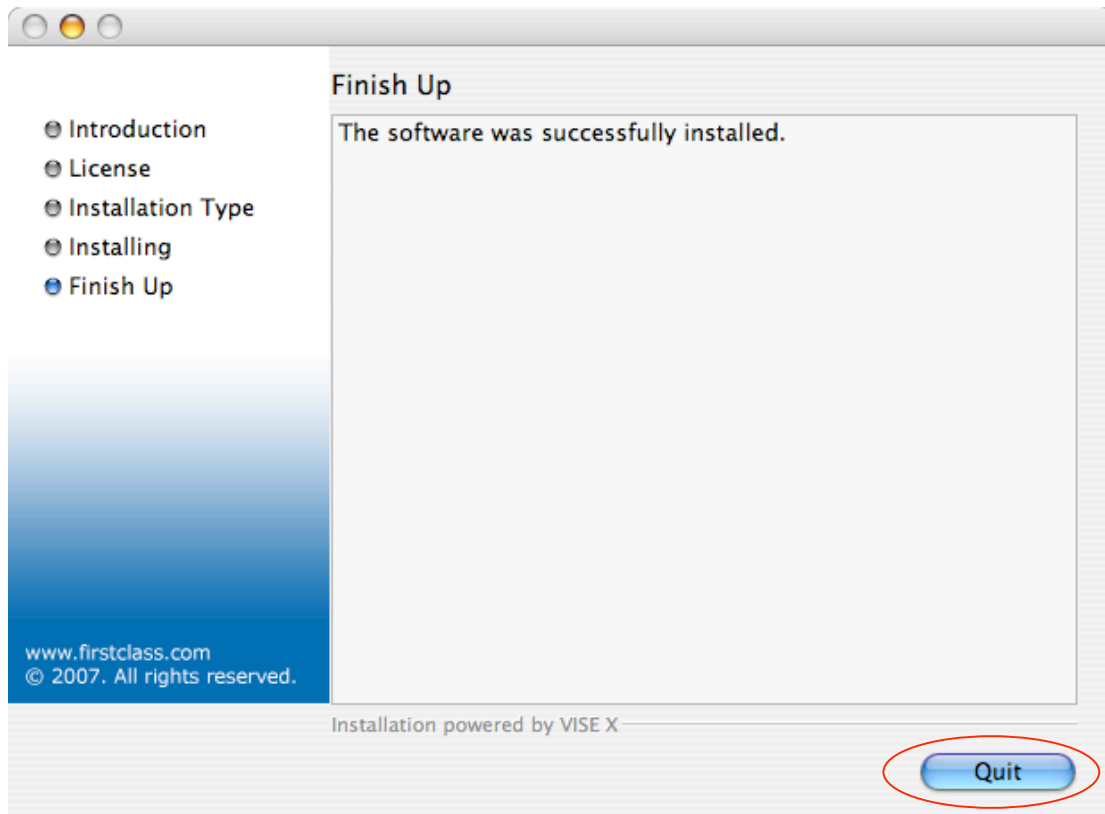 Introduction
License
Installation Type
Installing
Finish Up
www.firstclass.com
© 2007. All rights reserved.
Finish Up
The software was successfully installed.
Installation powered by VISE X
Quit